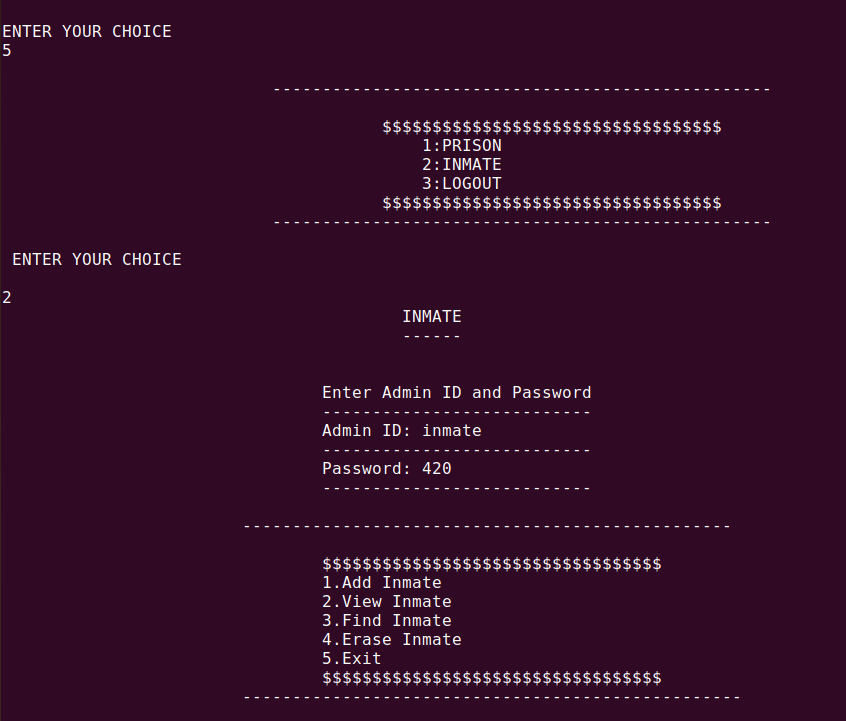 ENTER YOUR CHOICE
5
--------------------------------------------------
$$$$$$$$$$$$$$$$$$$$$$$$$$$$$$$$$$
1:PRISON
2:INMATE
3:LOGOUT
$$$$$$$$$$$$$$$$$$$$$$$$$$$$$$$$$$
--------------------------------------------------
ENTER YOUR CHOICE
2
INMATE
------
Enter Admin ID and Password
---------------------------
Admin ID: inmate
---------------------------
Password: 420
---------------------------
-------------------------------------------------
$$$$$$$$$$$$$$$$$$$$$$$$$$$$$$$$$$
1.Add Inmate
2.View Inmate
3.Find Inmate
4.Erase Inmate
5.Exit
$$$$$$$$$$$$$$$$$$$$$$$$$$$$$$$$$$
--------------------------------------------------